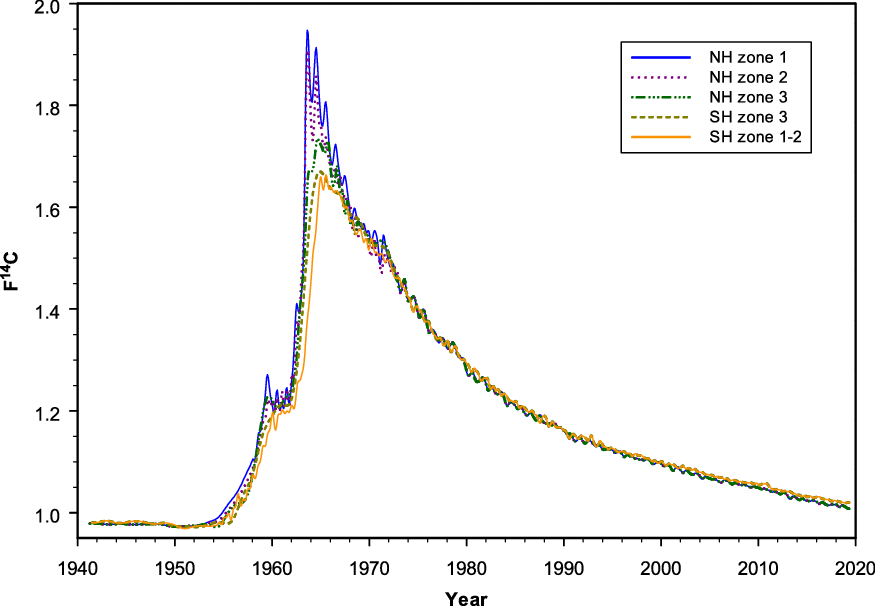 2.0
1.8
1.6
1.4
1.2
1.0
F¹⁴C
NH zone 1
NH zone 2
NH zone 3
SH zone 3
SH zone 1-2
1940 1950 1960 1970 1980 1990 2000 2010 2020
Year